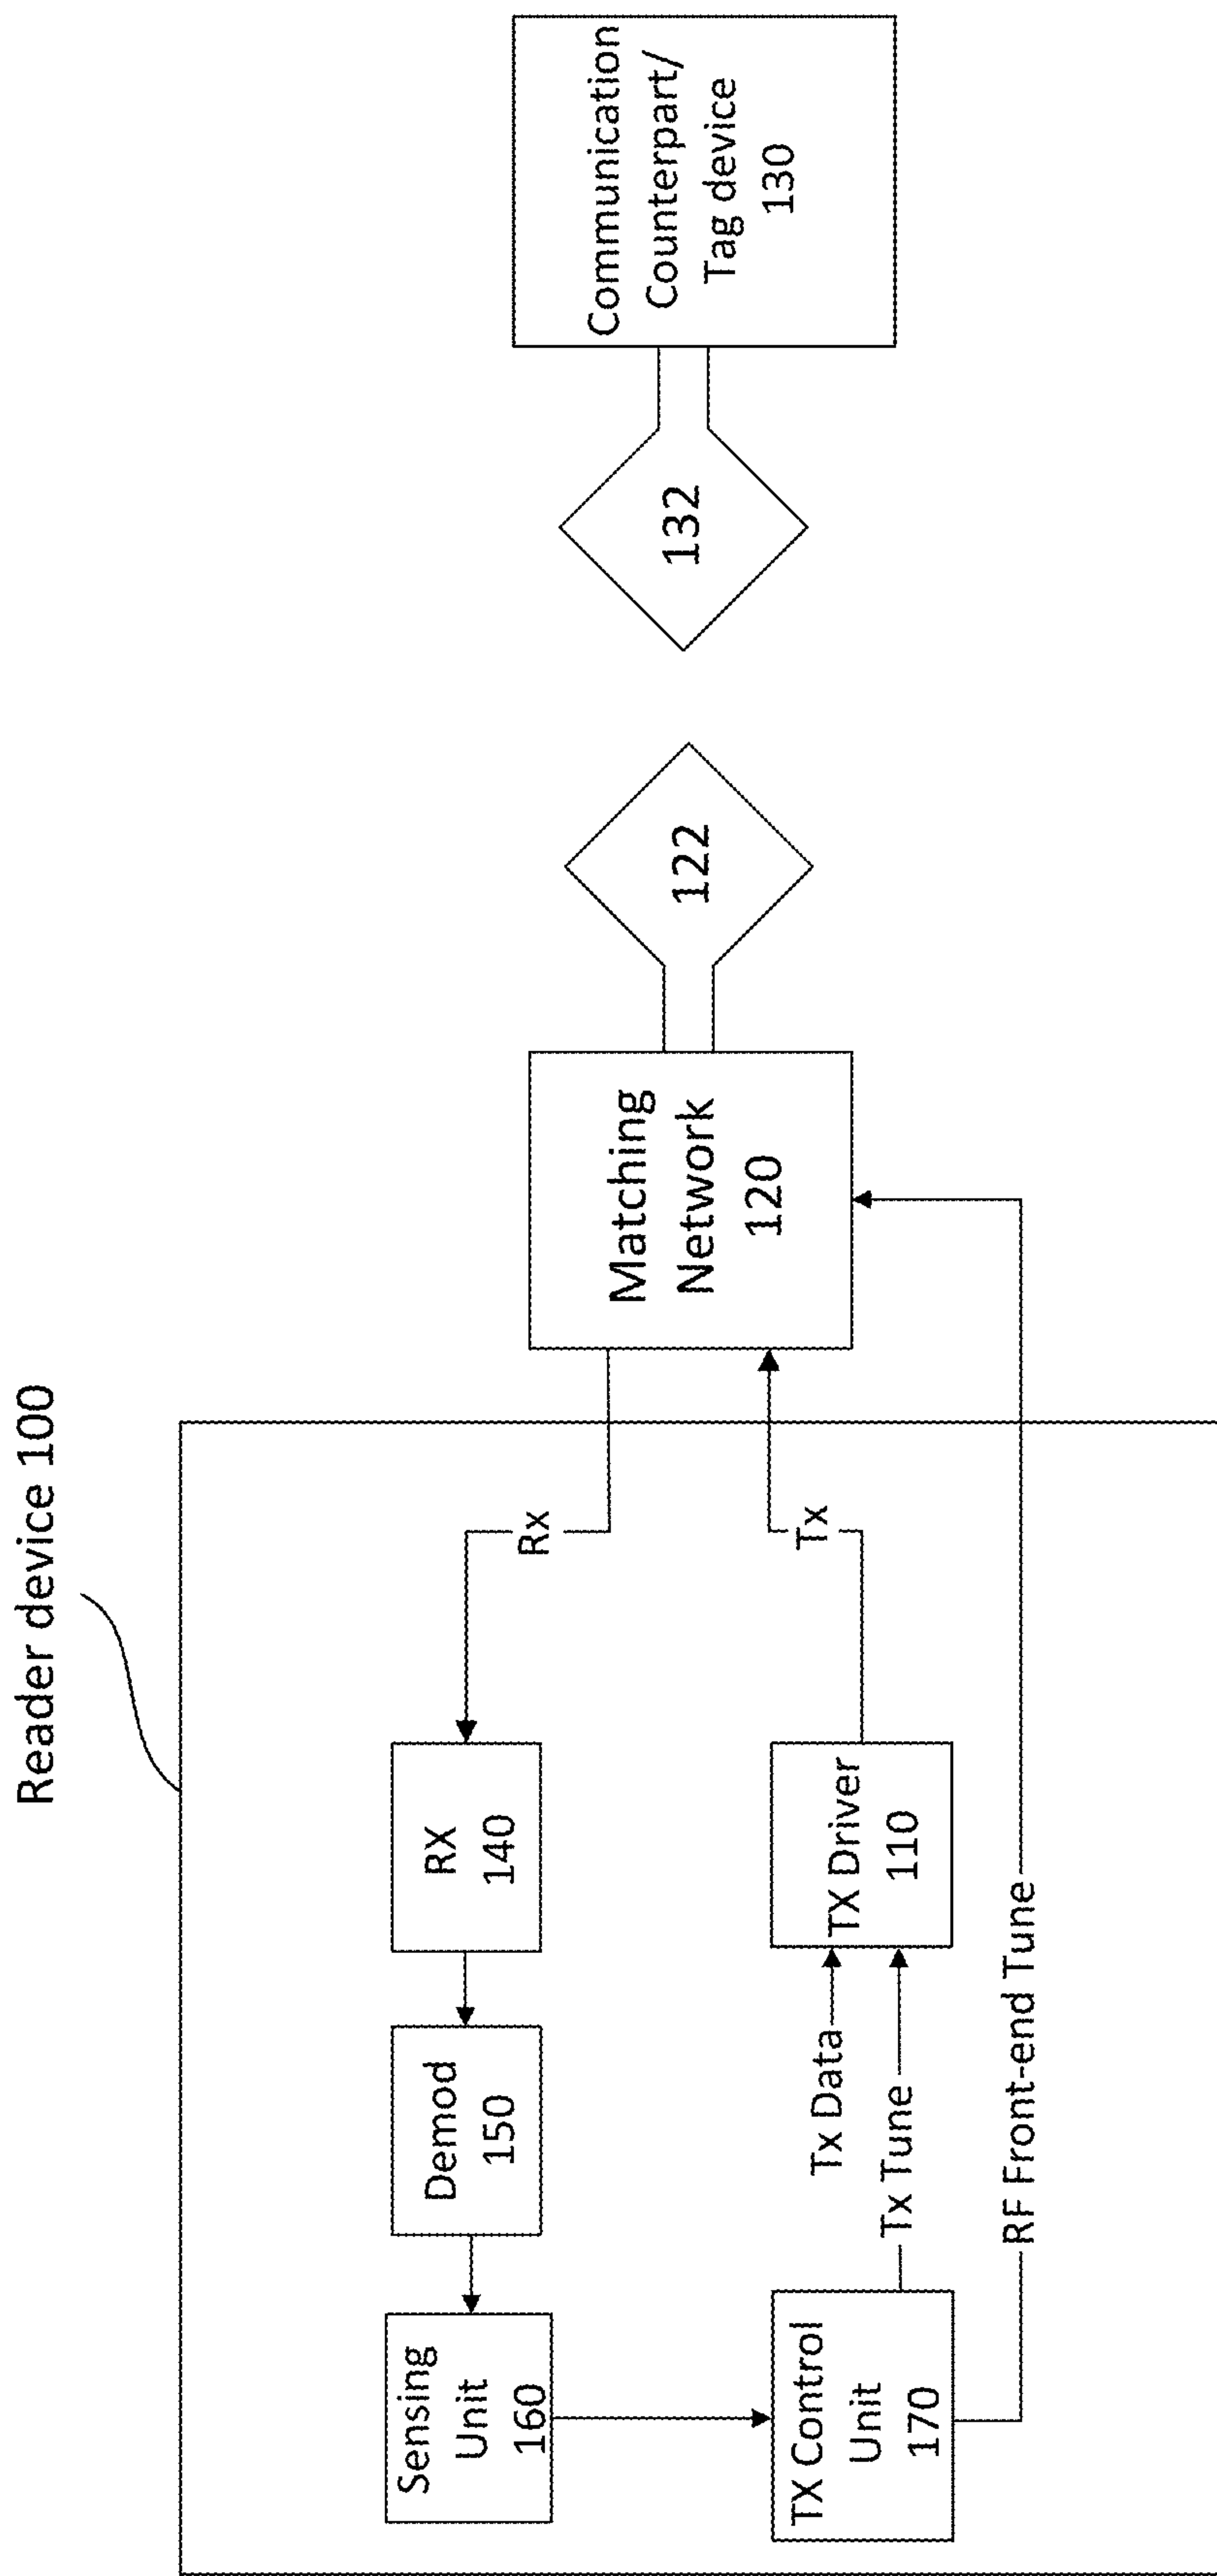 Reader device 100
Sensing
Unit
160
Demod
150
RX
140
Rx
TX Control
Unit
170
Tx Data
Tx Tune
TX Driver
110
Tx
RF Front-end Tune
Matching
Network
120
122
132
Communication
Counterpart/
Tag device
130